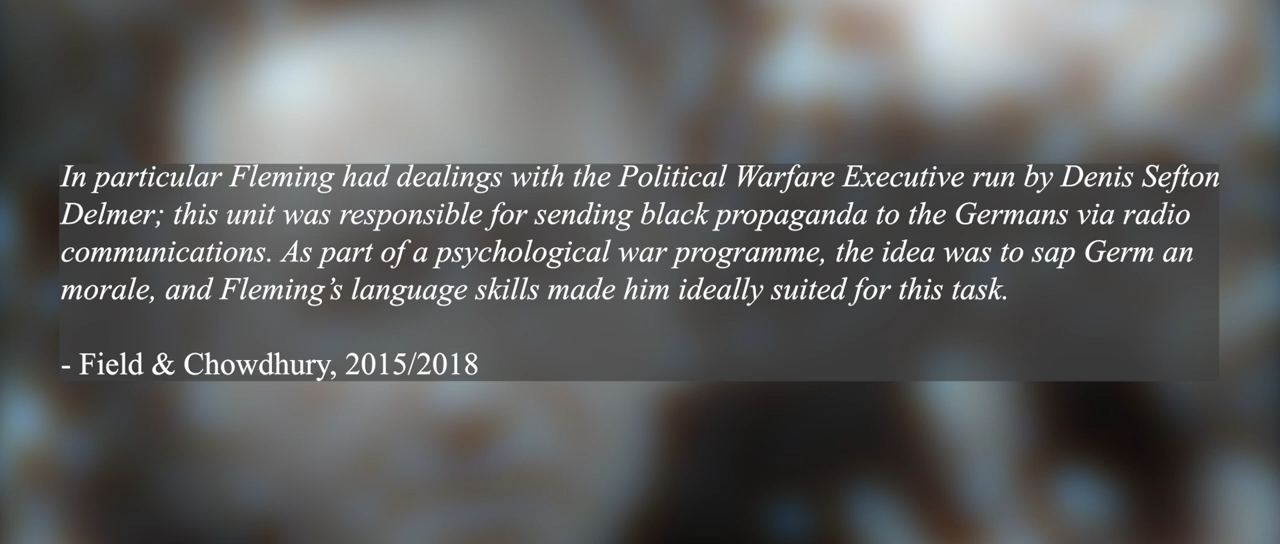 In particular Fleming had dealings with the Political Warfare Executive run by Denis Sefton
Delmer; this unit was responsible for sending black propaganda to the Germans via radio
communications. As part of a psychological war programme, the idea was to sap Germ an
morale, and Fleming’s language skills made him ideally suited for this task.
- Field & Chowdhury, 2015/2018